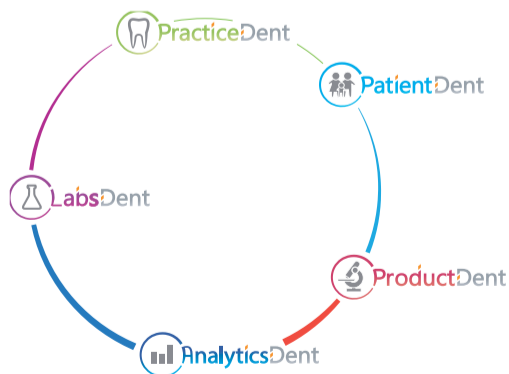 PracticeDent
PatientDent
LabsDent
ProductDent
AnalyticsDent